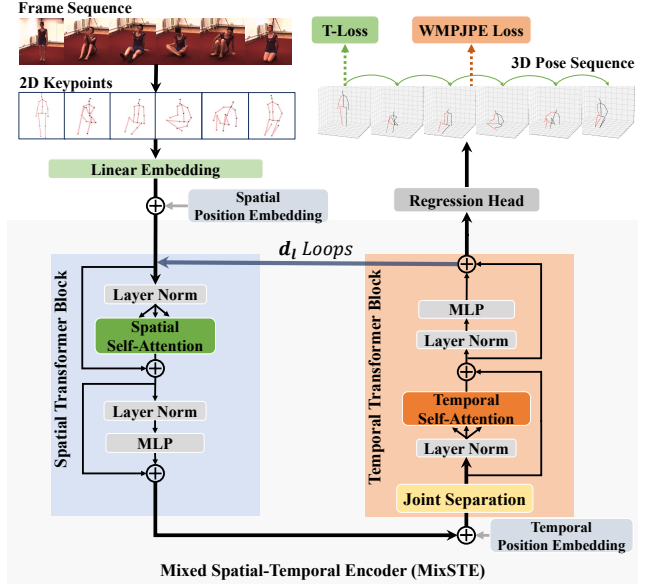 Frame Sequence
2D Keypoints
Linear Embedding
Spatial
Position Embedding
T-Loss
WMPJPE Loss
3D Pose Sequence
Regression Head
d_l Loops
Spatial Transformer Block
Layer Norm
Spatial
Self-Attention
Layer Norm
MLP
Temporal Transformer Block
MLP
Layer Norm
Temporal
Self-Attention
Layer Norm
Joint Separation
Temporal
Position Embedding
Mixed Spatial-Temporal Encoder (MixSTE)